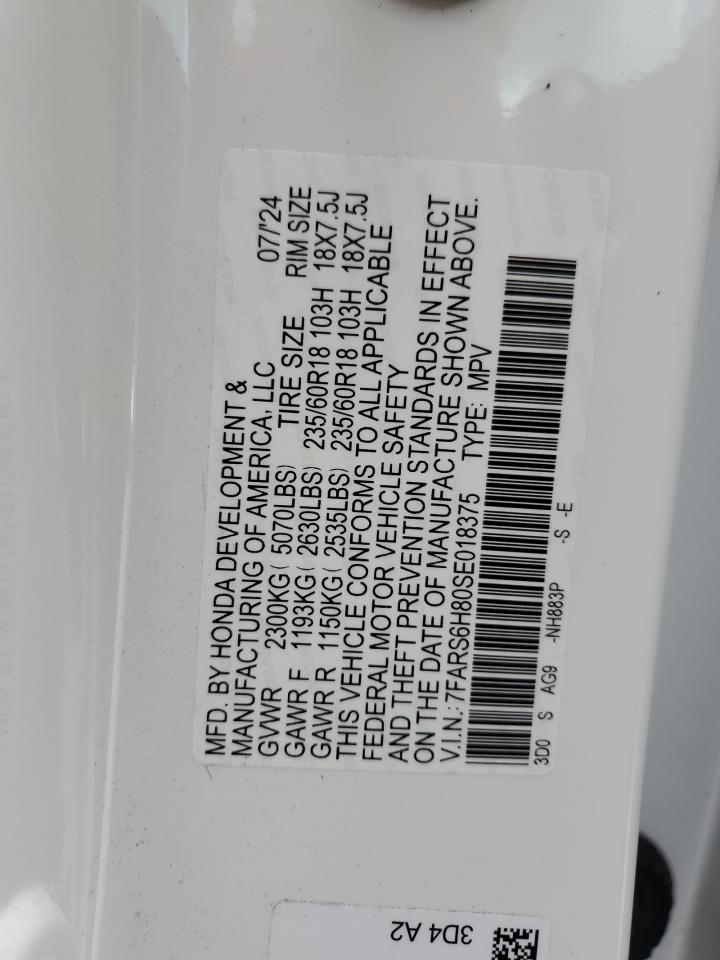 MFD. BY HONDA DEVELOPMENT &
MANUFACTURING OF AMERICA, LLC 07/'24
GVWR 2300KG( 5070LBS) TIRE SIZE RIM SIZE
GAWR F 1193KG( 2630LBS) 235/60R18 103H 18X7.5J
GAWR R 1150KG( 2535LBS) 235/60R18 103H 18X7.5J
THIS VEHICLE CONFORMS TO ALL APPLICABLE
FEDERAL MOTOR VEHICLE SAFETY
AND THEFT PREVENTION STANDARDS IN EFFECT
ON THE DATE OF MANUFACTURE SHOWN ABOVE.
V.I.N.: 7FARS6H80SE018375 TYPE: MPV
3D0 S AG9 -NH883P -S -E
3D4 A2